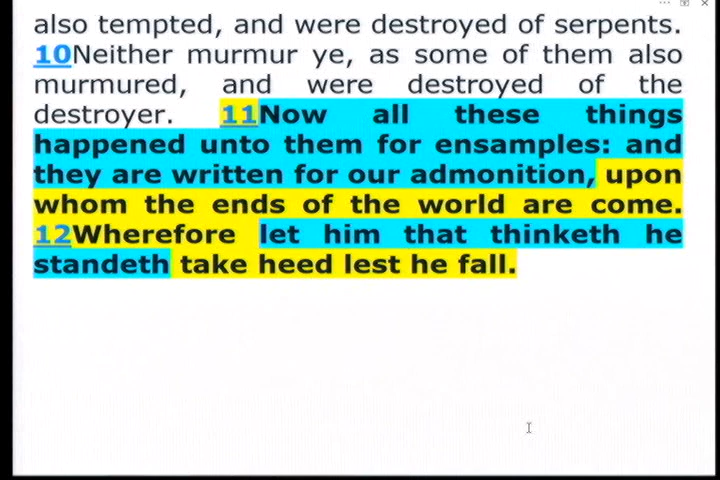 also tempted, and were destroyed of serpents.
10Neither murmur ye, as some of them also
murmured, and were destroyed of the
destroyer. 11Now all these things
happened unto them for ensamples: and
they are written for our admonition, upon
whom the ends of the world are come.
12Wherefore let him that thinketh he
standeth take heed lest he fall.